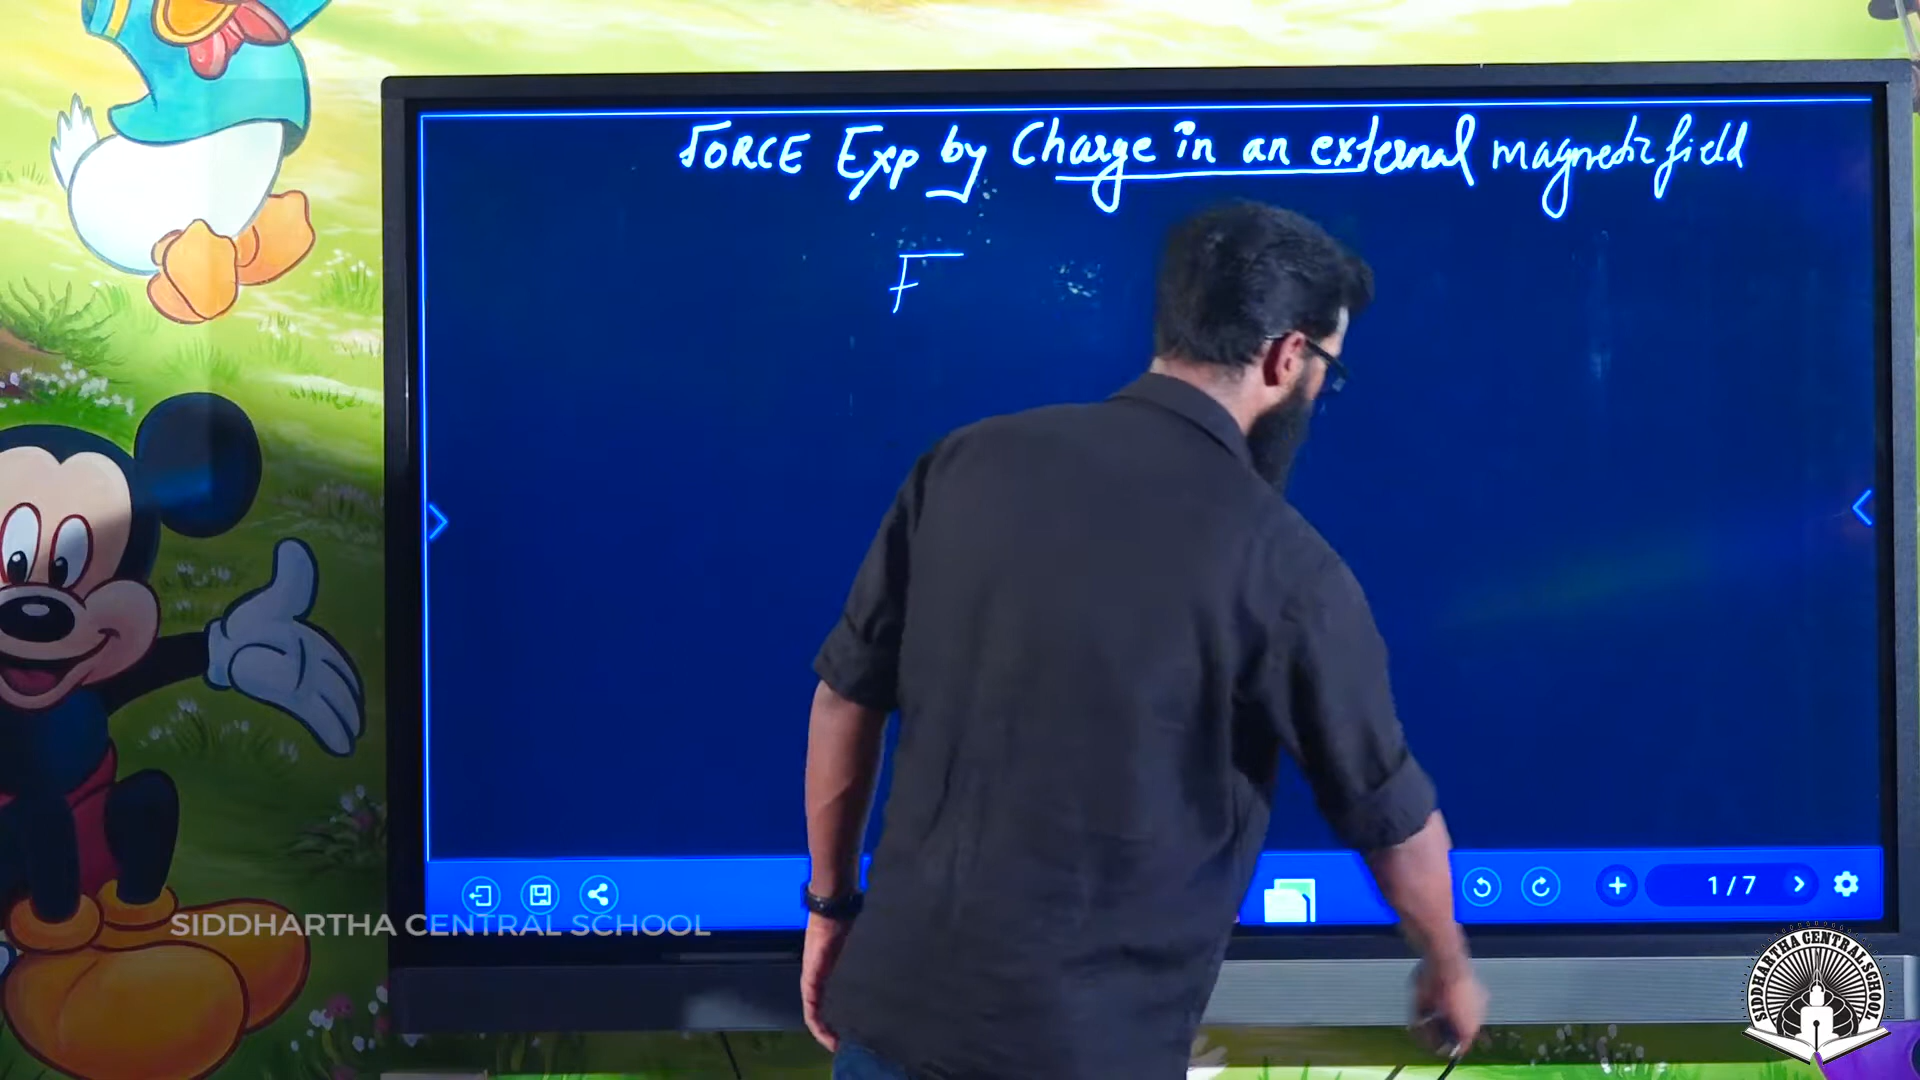 FORCE Exp by Charge in an external magnetic field
F
1/7
SIDDHARTHA CENTRAL SCHOOL
SIDDHARTHA CENTRAL SCHOOL